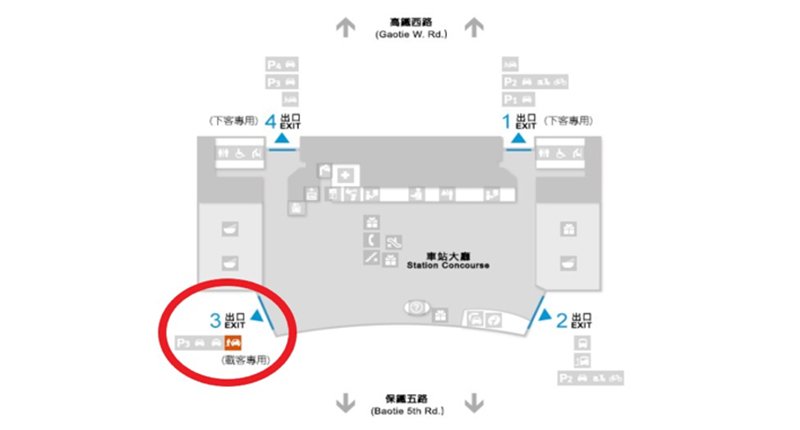 高鐵西路
(Gaotie W. Rd.)
P4
P3
P2
P1
(下客專用)
4 出口
EXIT
1 出口
EXIT
(下客專用)
車站大廳
Station Concourse
3 出口
EXIT
P3
(載客專用)
2 出口
EXIT
P2
保鐵五路
(Baotie 5th Rd.)